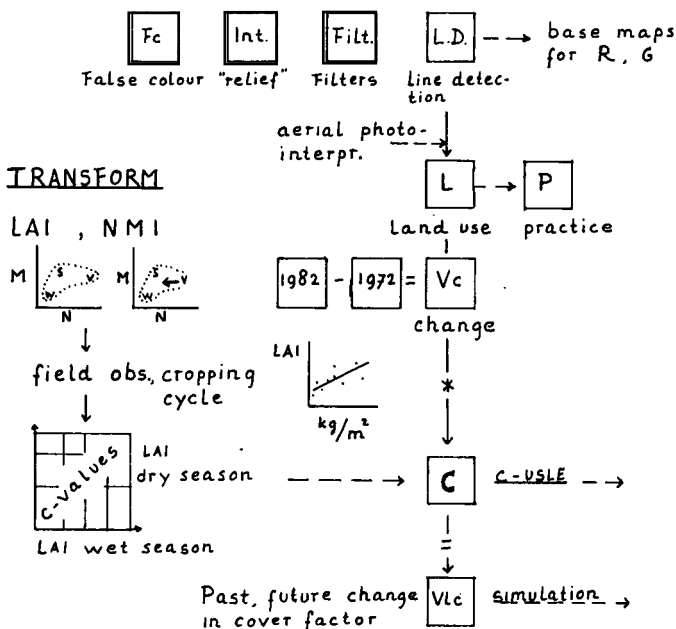 Fc Int. Filt. L.D. base maps
for R, G
False colour "relief" Filters line detec-
tion
aerial photo-
interpr.
TRANSFORM
L P
Land use practice
LAI , NMI
M S V W N
M S V W N
1982 - 1972 = Vc
change
LAI
kg/m²
field obs., cropping
cycle
*
C-values
LAI
dry season
LAI wet season
C C-USLE
=
Past, future change
in cover factor
Vlc simulation